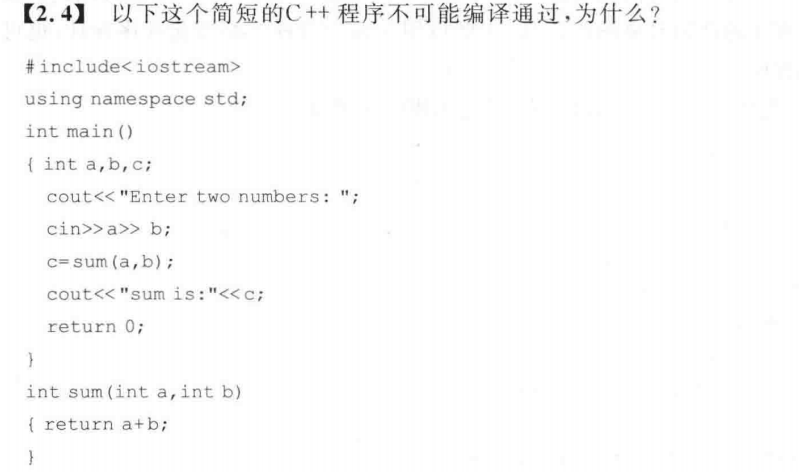 【2.4】 以下这个简短的C++程序不可能编译通过,为什么?
#include<iostream>
using namespace std;
int main()
{ int a,b,c;
cout<<"Enter two numbers: ";
cin>>a>> b;
c=sum(a,b);
cout<<"sum is:"<<c;
return 0;
}
int sum(int a,int b)
{ return a+b;
}